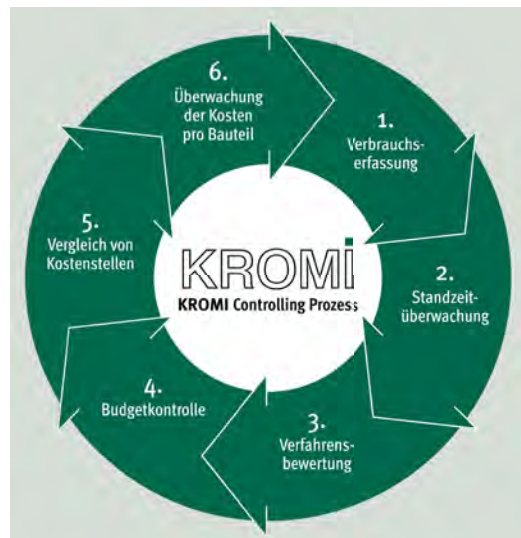 6.
Überwachung
der Kosten
pro Bauteil
1.
Verbrauchs-
erfassung
2.
Standzeit-
überwachung
3.
Verfahrens-
bewertung
4.
Budgetkontrolle
5.
Vergleich von
Kostenstellen
KROMi
KROMI Controlling Prozess